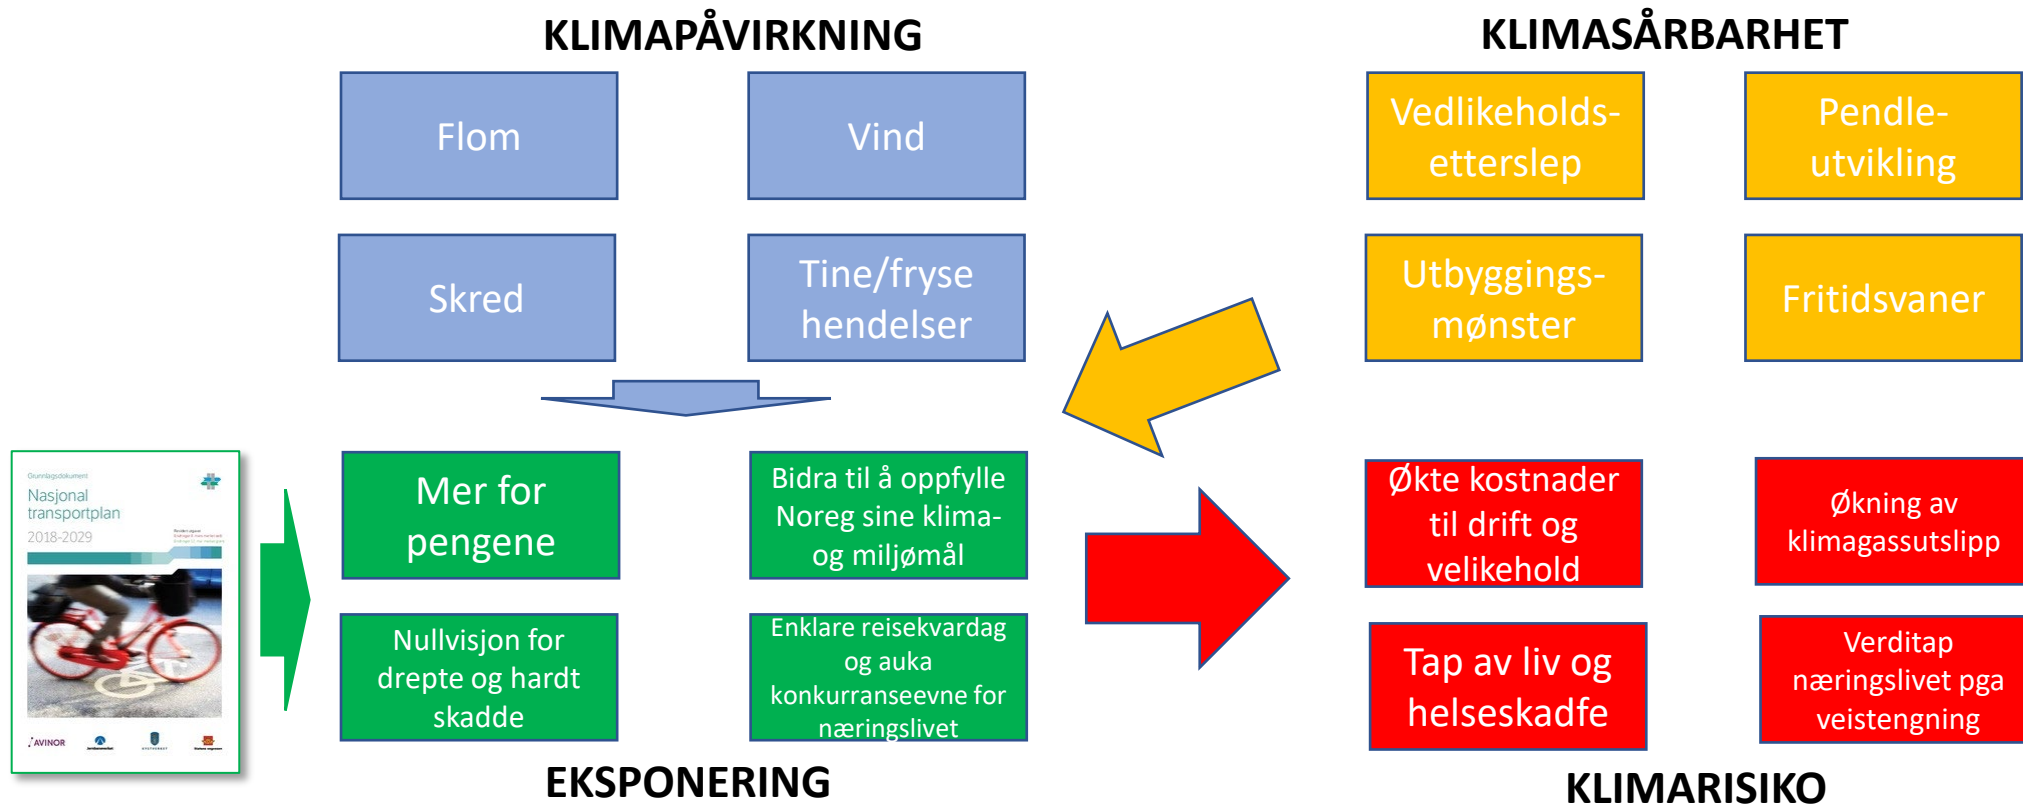 KLIMAPÅVIRKNING
Flom
Vind
Skred
Tine/fryse
hendelser
KLIMASÅRBARHET
Vedlikeholds-
etterslep
Pendle-
utvikling
Utbyggings-
mønster
Fritidsvaner
Grunnlagsdokument
Nasjonal
transportplan
2018-2029
AVINOR
Mer for
pengene
Bidra til å oppfylle
Noreg sine klima-
og miljømål
Nullvisjon for
drepte og hardt
skadde
Enklare reisekvardag
og auka
konkurranseevne for
næringslivet
EKSPONERING
Økte kostnader
til drift og
velikehold
Økning av
klimagassutslipp
Tap av liv og
helseskadfe
Verditap
næringslivet pga
veistengning
KLIMARISIKO